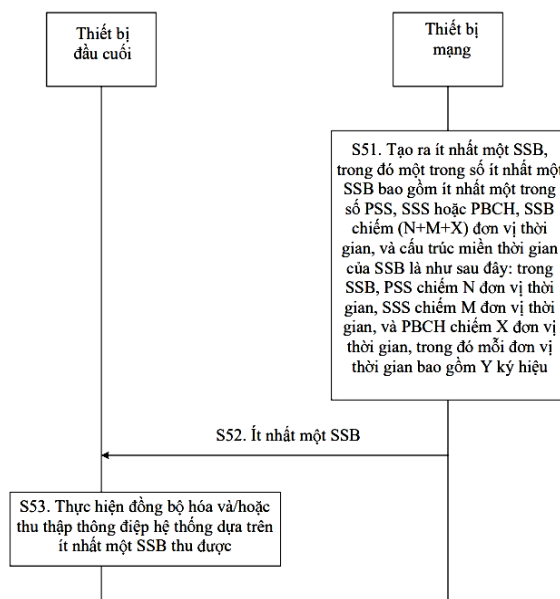 Thiết bị
đầu cuối
Thiết bị
mạng
S51. Tạo ra ít nhất một SSB,
trong đó một trong số ít nhất một
SSB bao gồm ít nhất một trong
số PSS, SSS hoặc PBCH, SSB
chiếm (N+M+X) đơn vị thời
gian, và cấu trúc miền thời gian
của SSB là như sau đây: trong
SSB, PSS chiếm N đơn vị thời
gian, SSS chiếm M đơn vị thời
gian, và PBCH chiếm X đơn vị
thời gian, trong đó mỗi đơn vị
thời gian bao gồm Y ký hiệu
S52. Ít nhất một SSB
S53. Thực hiện đồng bộ hóa và/hoặc
thu thập thông điệp hệ thống dựa trên
ít nhất một SSB thu được